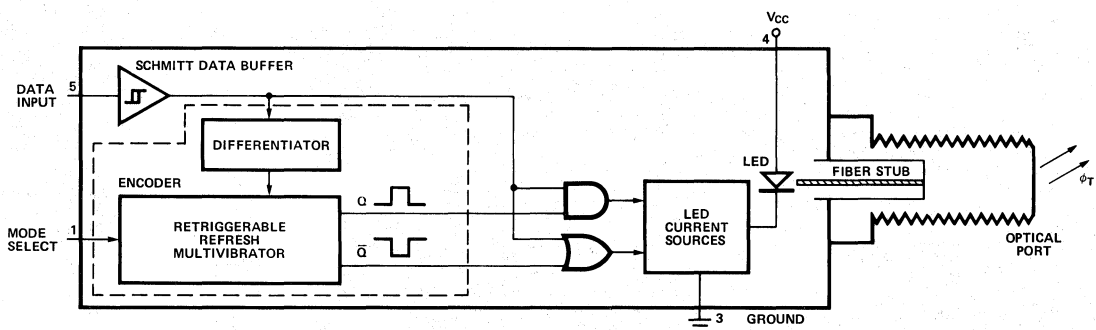 VCC
4
SCHMITT DATA BUFFER
DATA
INPUT
5
DIFFERENTIATOR
LED
FIBER STUB
ϕT
ENCODER
Q
MODE
SELECT
1
RETRIGGERABLE
REFRESH
MULTIVIBRATOR
Q̅
LED
CURRENT
SOURCES
OPTICAL
PORT
3 GROUND